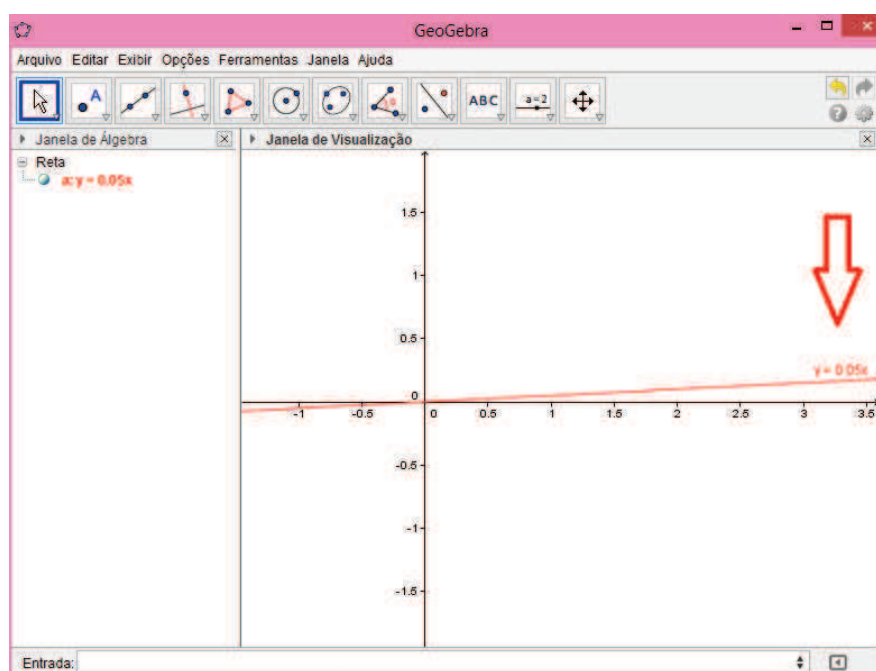 GeoGebra
Arquivo Editar Exibir Opções Ferramentas Janela Ajuda
A
ABC
a=2
Janela de Álgebra
Janela de Visualização
Reta
a: y = 0.05x
1.5
1
0.5
y = 0.05x
0
-1 -0.5 0 0.5 1 1.5 2 2.5 3 3.5
-0.5
-1
-1.5
Entrada: